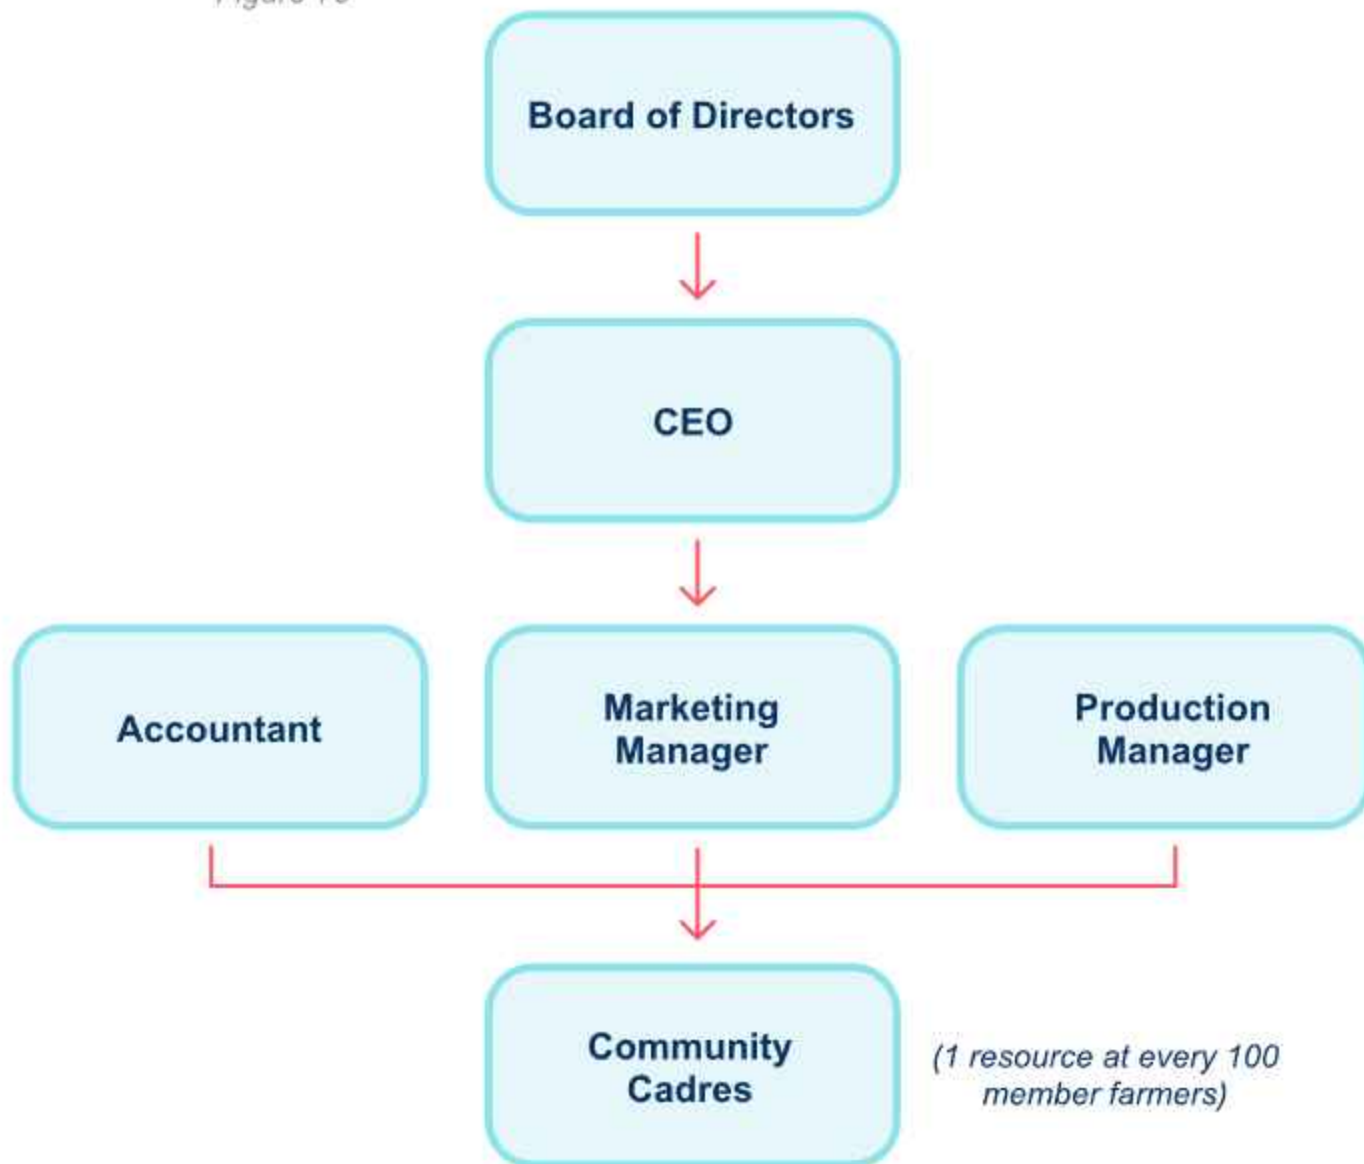 Board of Directors
CEO
Accountant
Marketing
Manager
Production
Manager
Community
Cadres
(1 resource at every 100
member farmers)